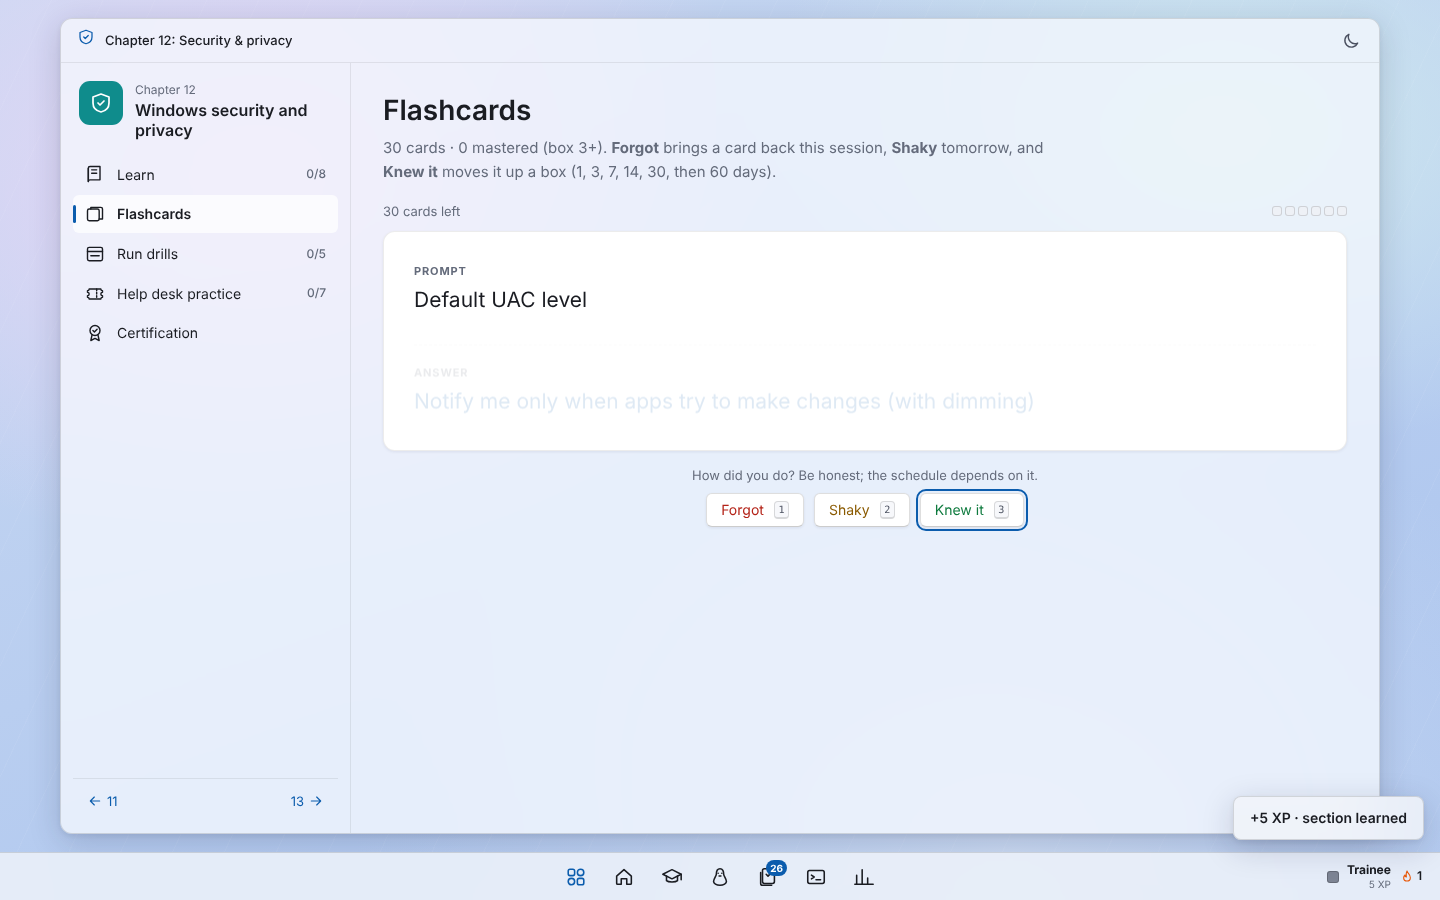 Chapter 12: Security & privacy
Chapter 12
Windows security and
privacy
Learn 0/8
Flashcards
Run drills 0/5
Help desk practice 0/7
Certification
← 11
13 →
Flashcards
30 cards · 0 mastered (box 3+). Forgot brings a card back this session, Shaky tomorrow, and
Knew it moves it up a box (1, 3, 7, 14, 30, then 60 days).
30 cards left
PROMPT
Default UAC level
ANSWER
Notify me only when apps try to make changes (with dimming)
How did you do? Be honest; the schedule depends on it.
Forgot 1
Shaky 2
Knew it 3
+5 XP · section learned
26
Trainee
5 XP
1